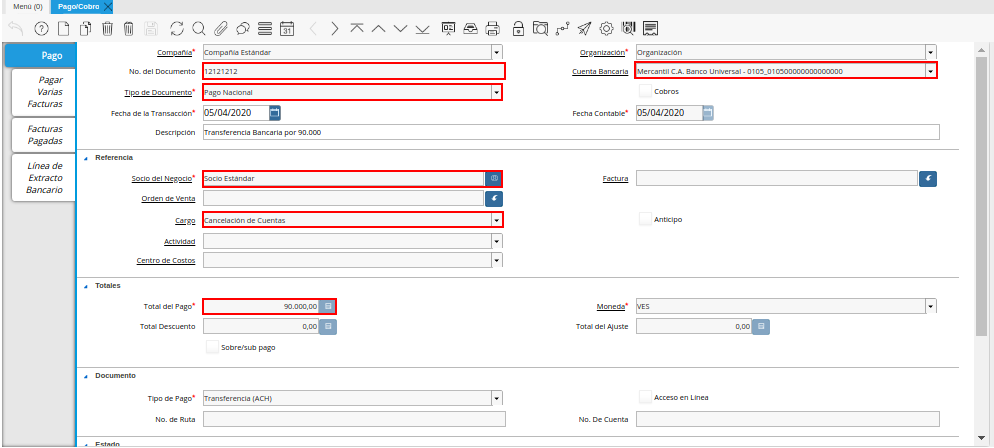 Menú (0) Pago/Cobro
31
Pago
Pagar
Varias
Facturas
Facturas
Pagadas
Línea de
Extracto
Bancario
Compañía* Compañía Estándar Organización* Organización
No. del Documento 12121212 Cuenta Bancaria Mercantil C.A. Banco Universal - 0105_010500000000000000
Tipo de Documento* Pago Nacional Cobros
Fecha de la Transacción* 05/04/2020 Fecha Contable* 05/04/2020
Descripción Transferencia Bancaria por 90.000
Referencia
Socio del Negocio* Socio Estándar Factura
Orden de Venta
Cargo Cancelación de Cuentas Anticipo
Actividad
Centro de Costos
Totales
Total del Pago* 90.000,00 Moneda* VES
Total Descuento 0,00 Total del Ajuste 0,00
Sobre/sub pago
Documento
Tipo de Pago* Transferencia (ACH) Acceso en Línea
No. de Ruta No. De Cuenta
Estado